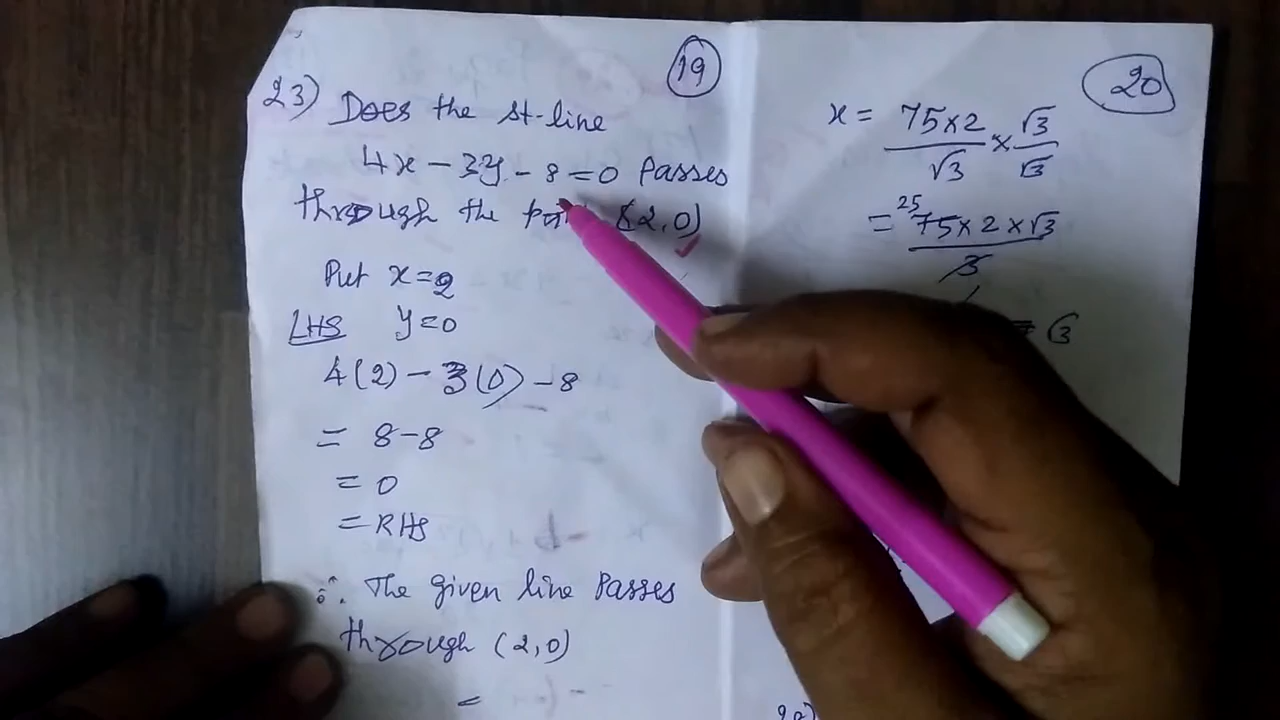 19
23) Does the st-line
4x - 3y - 8 = 0 Passes
through the (2,0)
Put x = 2
LHS y = 0
4(2) - 3(0) - 8
= 8 - 8
= 0
= RHS
∴ The given line Passes
through (2,0)
=
20
x = 75×2/√3 × √3/√3
= 25 75×2×√3/3
= √3